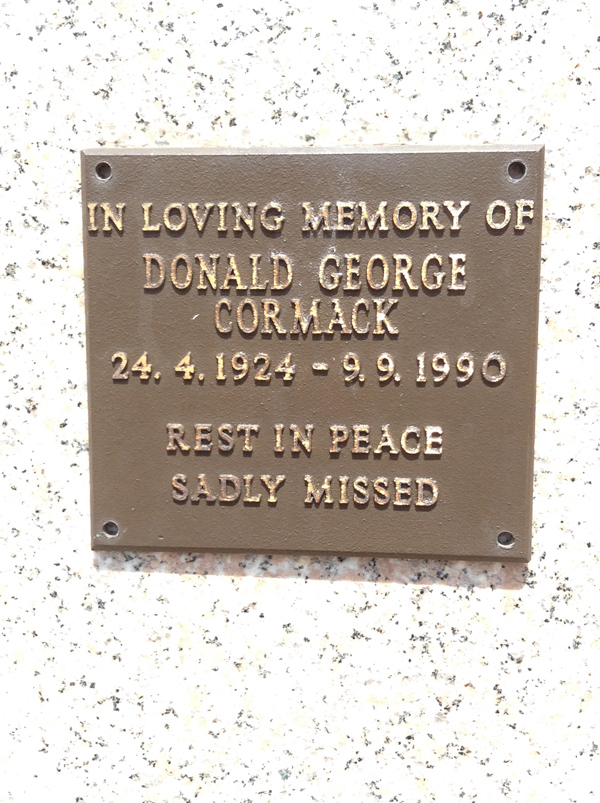 IN LOVING MEMORY OF
DONALD GEORGE
CORMACK
24. 4. 1924 - 9. 9. 1990
REST IN PEACE
SADLY MISSED